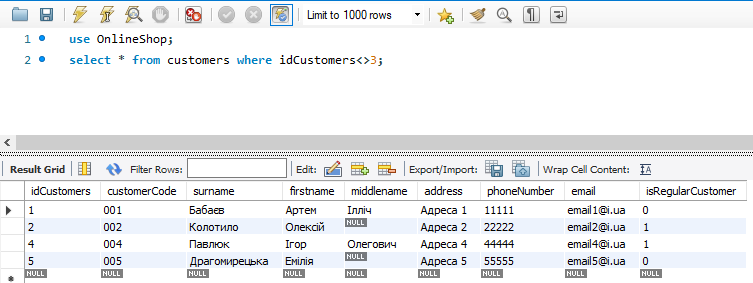 Limit to 1000 rows
1 use OnlineShop;
2 select * from customers where idCustomers<>3;
Result Grid Filter Rows: Edit: Export/Import: Wrap Cell Content:
idCustomers customerCode surname firstname middlename address phoneNumber email isRegularCustomer
1 001 Бабаєв Артем Ілліч Адреса 1 11111 email1@i.ua 0
2 002 Колотило Олексій NULL Адреса 2 22222 email2@i.ua 1
4 004 Павлюк Ігор Олегович Адреса 4 44444 email4@i.ua 1
5 005 Драгомирецька Емілія NULL Адреса 5 55555 email5@i.ua 0
NULL NULL NULL NULL NULL NULL NULL NULL NULL